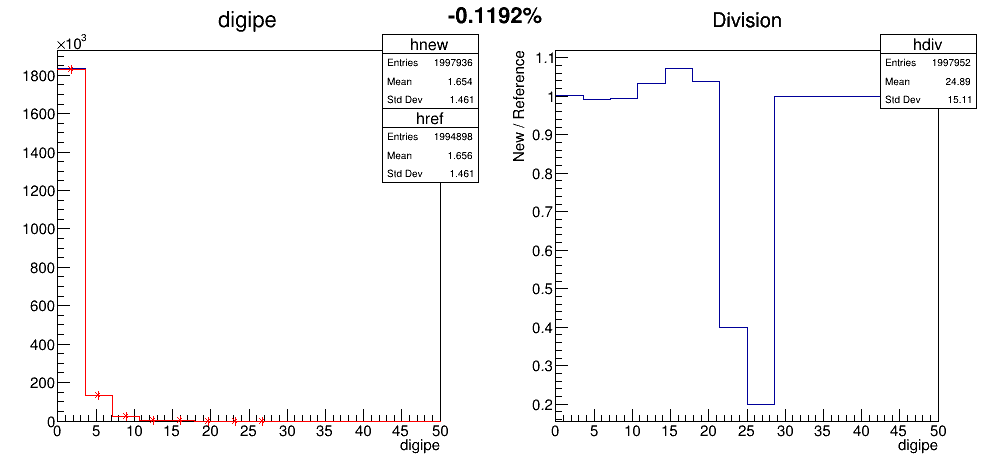 -0.1192%
digipe
×10³
hnew
Entries 1997936
Mean 1.654
Std Dev 1.461
href
Entries 1994898
Mean 1.656
Std Dev 1.461
1800
1600
1400
1200
1000
800
600
400
200
0
0 5 10 15 20 25 30 35 40 45 50
digipe
Division
hdiv
Entries 1997952
Mean 24.89
Std Dev 15.11
New / Reference
1.1
1
0.9
0.8
0.7
0.6
0.5
0.4
0.3
0.2
0 5 10 15 20 25 30 35 40 45 50
digipe